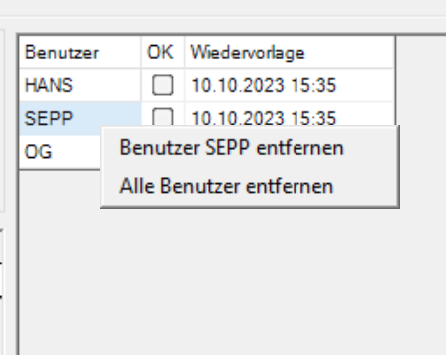 Benutzer OK Wiedervorlage
HANS 10.10.2023 15:35
SEPP 10.10.2023 15:35
OG
Benutzer SEPP entfernen
Alle Benutzer entfernen